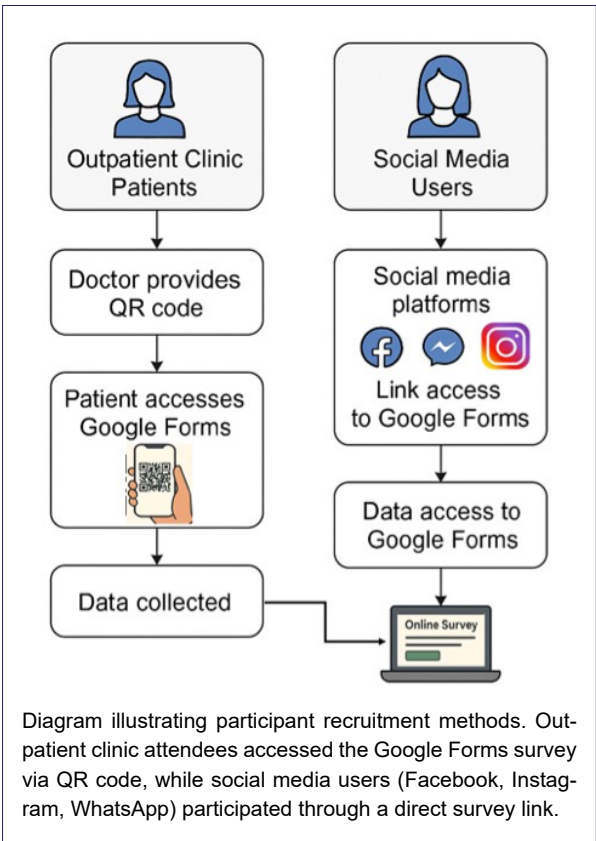 Outpatient Clinic
Patients
Doctor provides
QR code
Patient accesses
Google Forms
Data collected
Social Media
Users
Social media
platforms
Link access
to Google Forms
Data access to
Google Forms
Online Survey
Diagram illustrating participant recruitment methods. Out-
patient clinic attendees accessed the Google Forms survey
via QR code, while social media users (Facebook, Instag-
ram, WhatsApp) participated through a direct survey link.